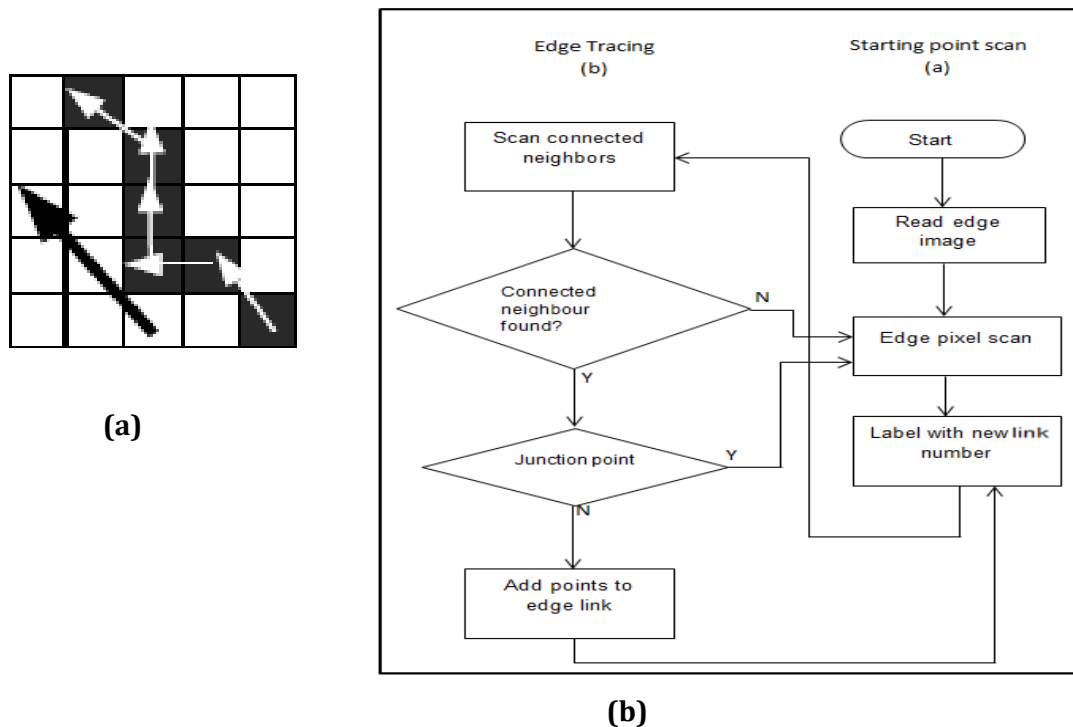 Edge Tracing
(b)
Starting point scan
(a)
Scan connected
neighbors
Start
Read edge
image
Connected
neighbour
found?
N
Edge pixel scan
Y
Label with new link
number
Junction point
Y
N
Add points to
edge link
(a)
(b)